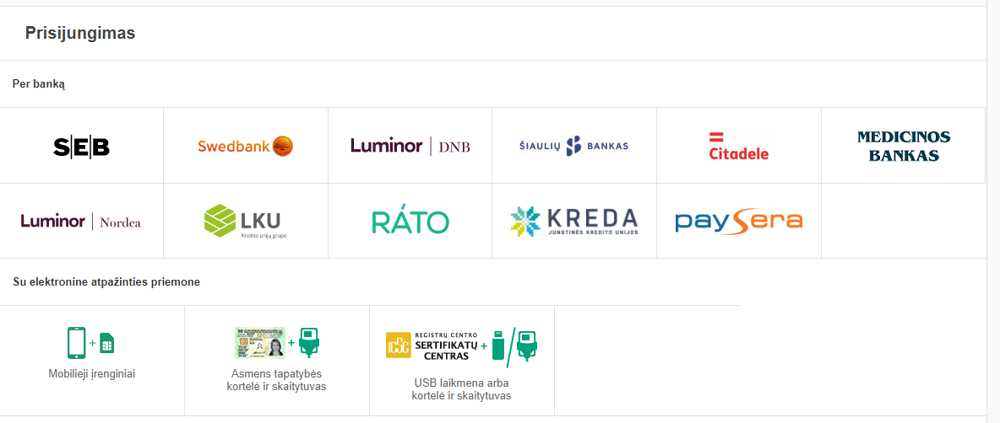 Prisijungimas
Per banką
S|E|B
Swedbank
Luminor | DNB
ŠIAULIŲ BANKAS
Citadele
MEDICINOS
BANKAS
Luminor | Nordea
LKU
Kredito unijų grupė
RÁTO
KREDA
JUNGTINĖS KREDITO UNIJOS
paysera
Su elektronine atpažinties priemone
+
Mobilieji įrenginiai
+
Asmens tapatybės
kortelė ir skaitytuvas
REGISTRŲ CENTRO
SERTIFIKATŲ
CENTRAS
+ /
USB laikmena arba
kortelė ir skaitytuvas